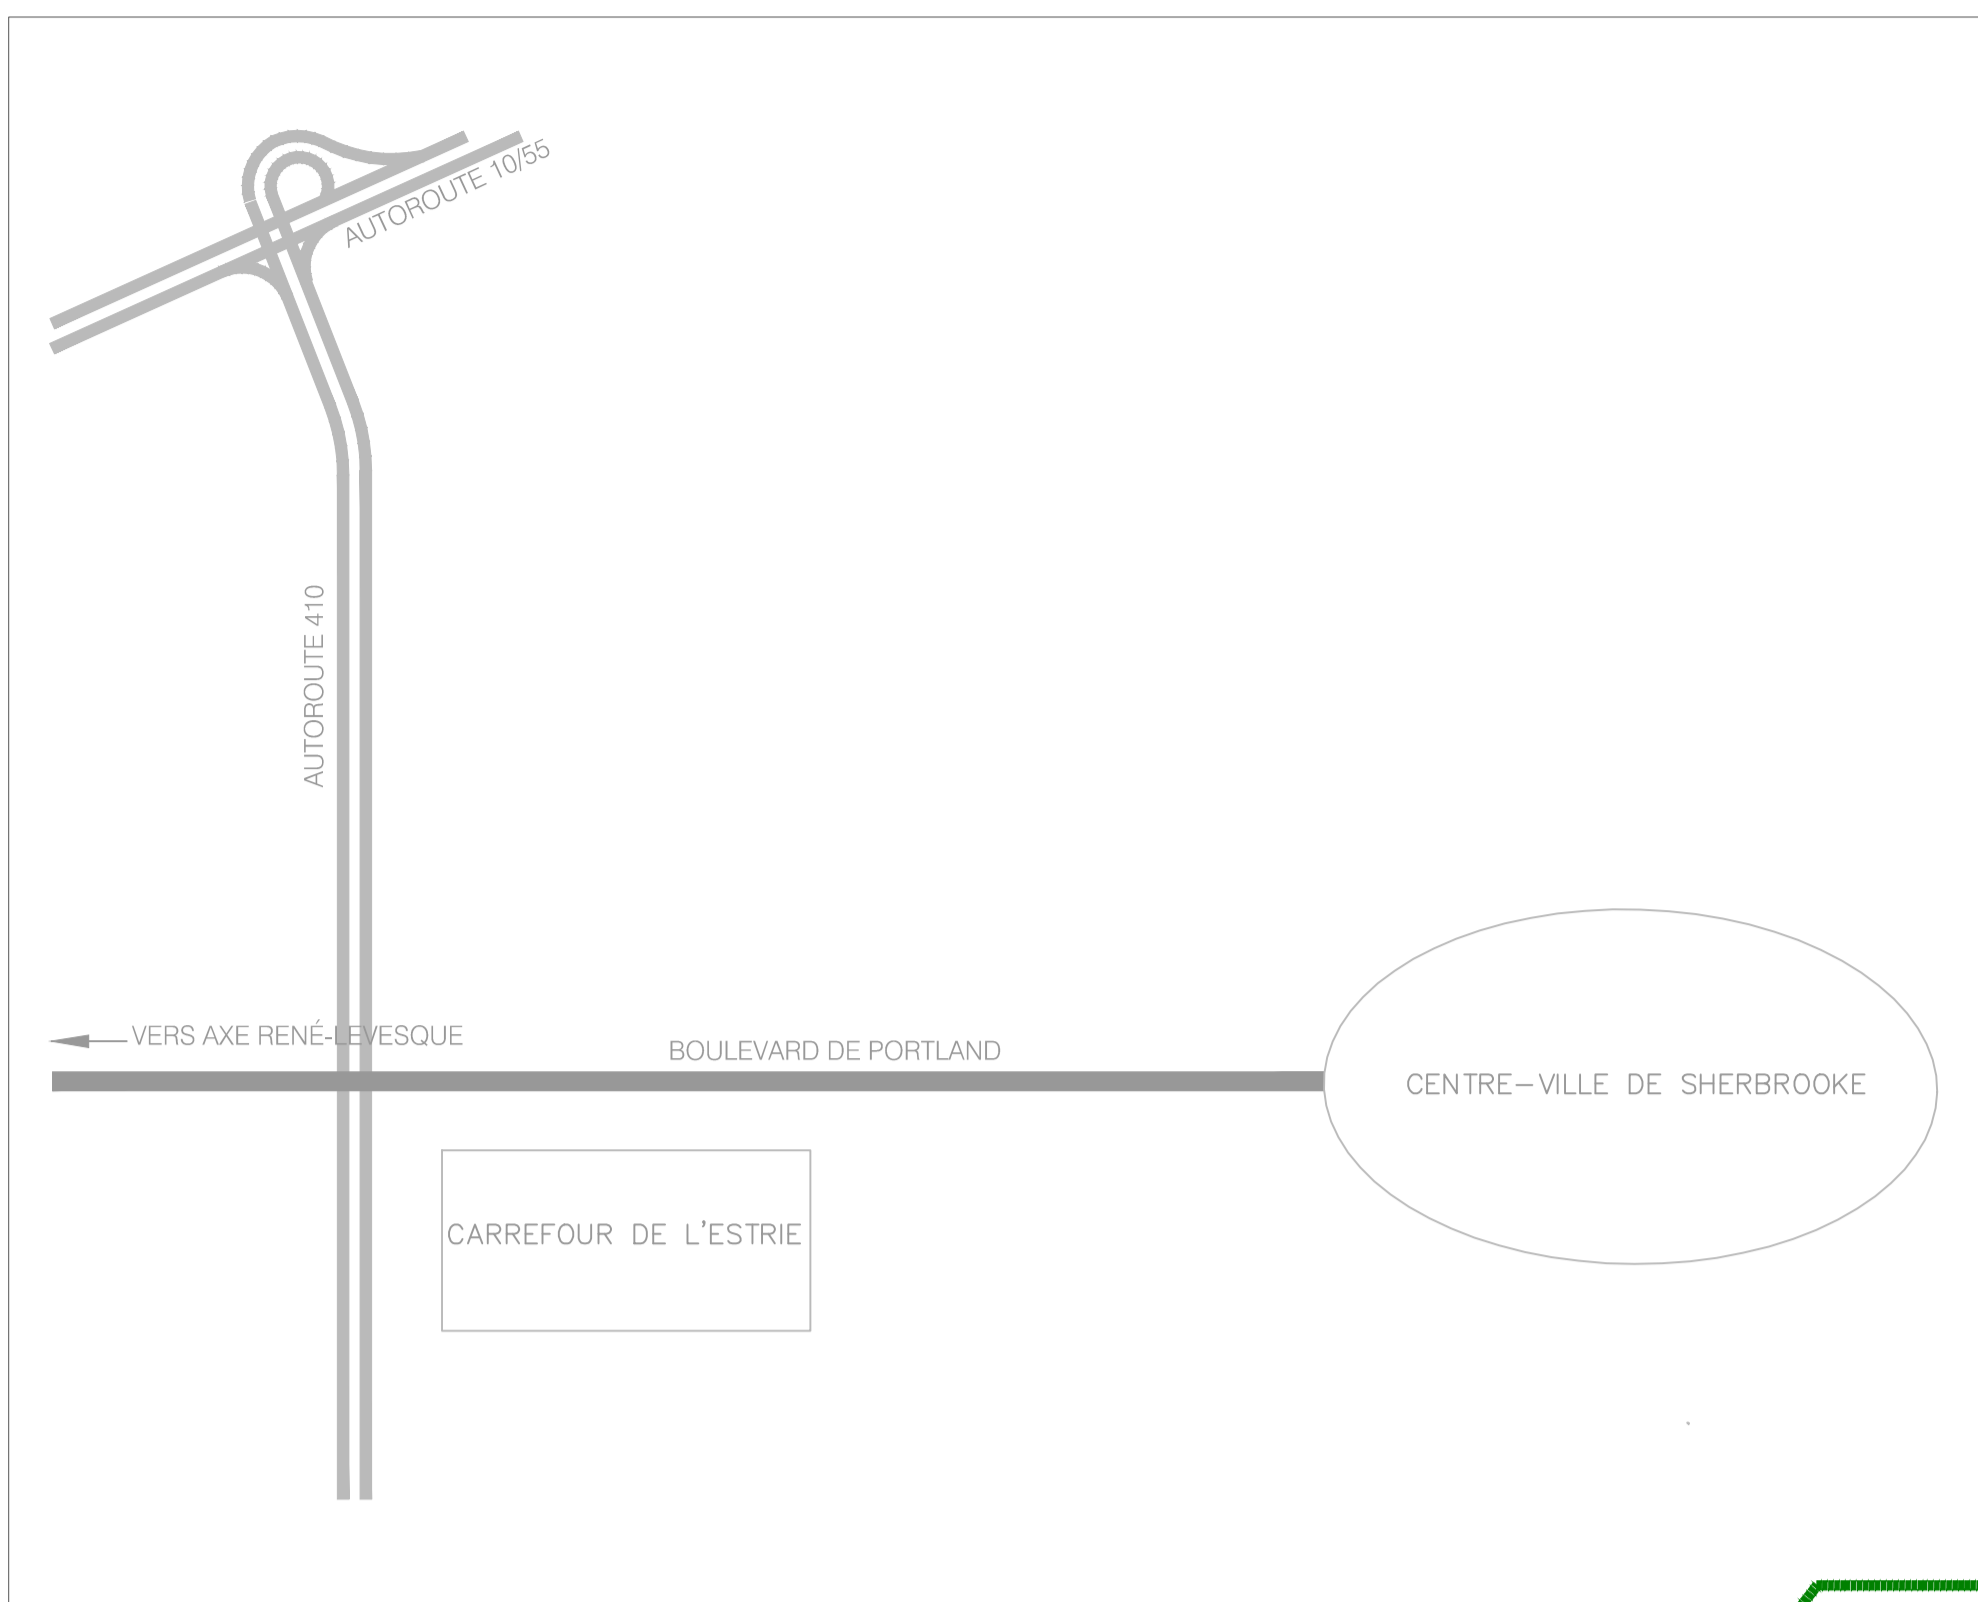 AUTOROUTE 10/55
AUTOROUTE 410
VERS AXE RENÉ-LEVESQUE
BOULEVARD DE PORTLAND
CENTRE-VILLE DE SHERBROOKE
CARREFOUR DE L'ESTRIE